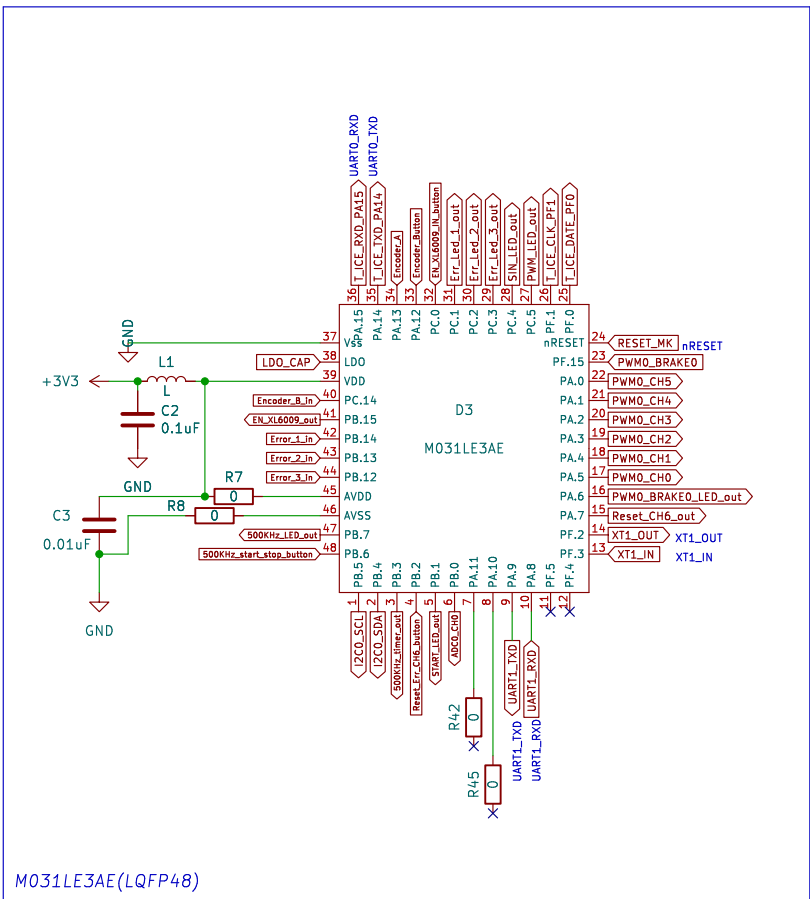 UART0_RXD
UART0_TXD
T_ICE_RXD_PA15
T_ICE_TXD_PA14
Encoder_A
Encoder_Button
EN_XL6009_IN_button
Err_Led_1_out
Err_Led_2_out
Err_Led_3_out
SIN_LED_out
PWM_LED_out
T_ICE_CLK_PF1
T_ICE_DATE_PF0
36 35 34 33 32 31 30 29 28 27 26 25
PA.15 PA.14 PA.13 PA.12 PC.0 PC.1 PC.2 PC.3 PC.4 PC.5 PF.1 PF.0
GND
37 Vss
LDO_CAP 38 LDO
+3V3
L1
L
39 VDD
C2
0.1uF
GND
Encoder_B_in 40 PC.14
EN_XL6009_out 41 PB.15
Error_1_in 42 PB.14
Error_2_in 43 PB.13
Error_3_in 44 PB.12
R7
0
45 AVDD
R8
0
46 AVSS
C3
0.01uF
GND
500KHz_LED_out 47 PB.7
500KHz_start_stop_button 48 PB.6
D3
M031LE3AE
nRESET 24 RESET_MK nRESET
PF.15 23 PWM0_BRAKE0
PA.0 22 PWM0_CH5
PA.1 21 PWM0_CH4
PA.2 20 PWM0_CH3
PA.3 19 PWM0_CH2
PA.4 18 PWM0_CH1
PA.5 17 PWM0_CH0
PA.6 16 PWM0_BRAKE0_LED_out
PA.7 15 Reset_CH6_out
PF.2 14 XT1_OUT XT1_OUT
PF.3 13 XT1_IN XT1_IN
PB.5 PB.4 PB.3 PB.2 PB.1 PB.0 PA.11 PA.10 PA.9 PA.8 PF.5 PF.4
1 2 3 4 5 6 7 8 9 10 11 12
I2C0_SCL
I2C0_SDA
500KHz_timer_out
Reset_Err_CH6_button
START_LED_out
ADC0_CH0
R42
0
R45
0
UART1_TXD
UART1_RXD
UART1_TXD
UART1_RXD
M031LE3AE(LQFP48)